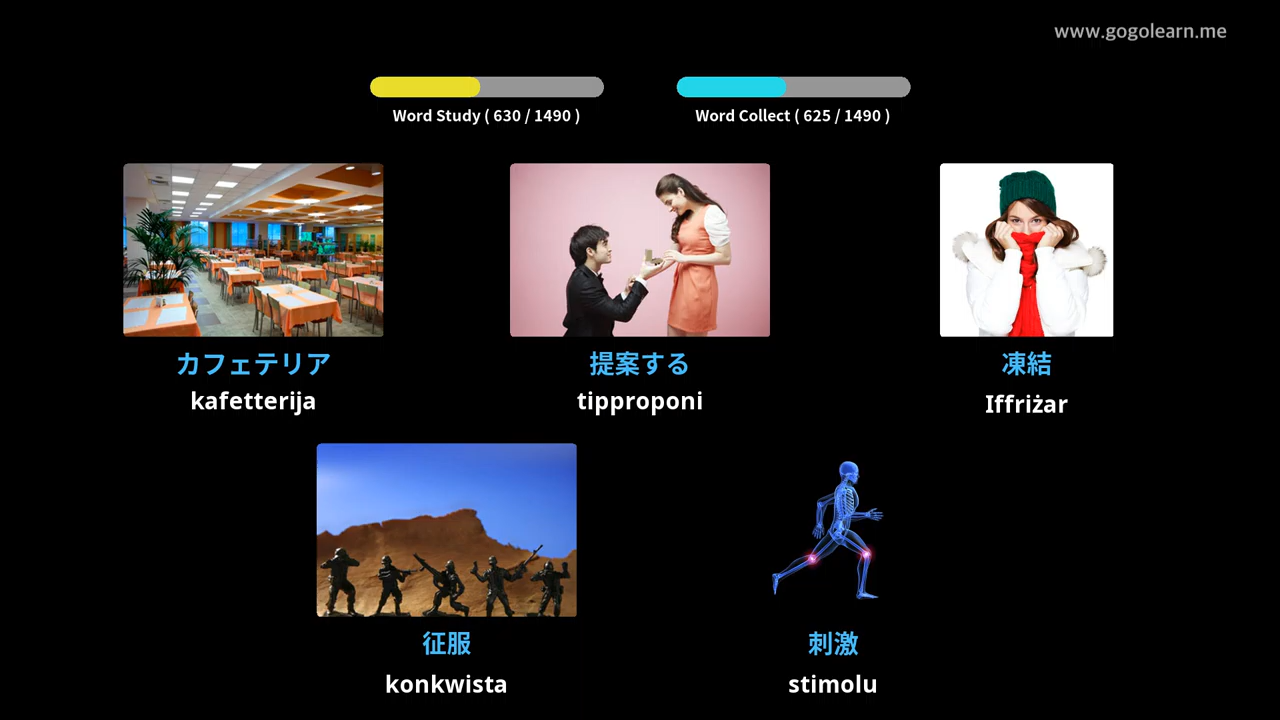 www.gogolearn.me
Word Study ( 630 / 1490 )
Word Collect ( 625 / 1490 )
カフェテリア
kafetterija
提案する
tipproponi
凍結
Iffriżar
征服
konkwista
刺激
stimolu